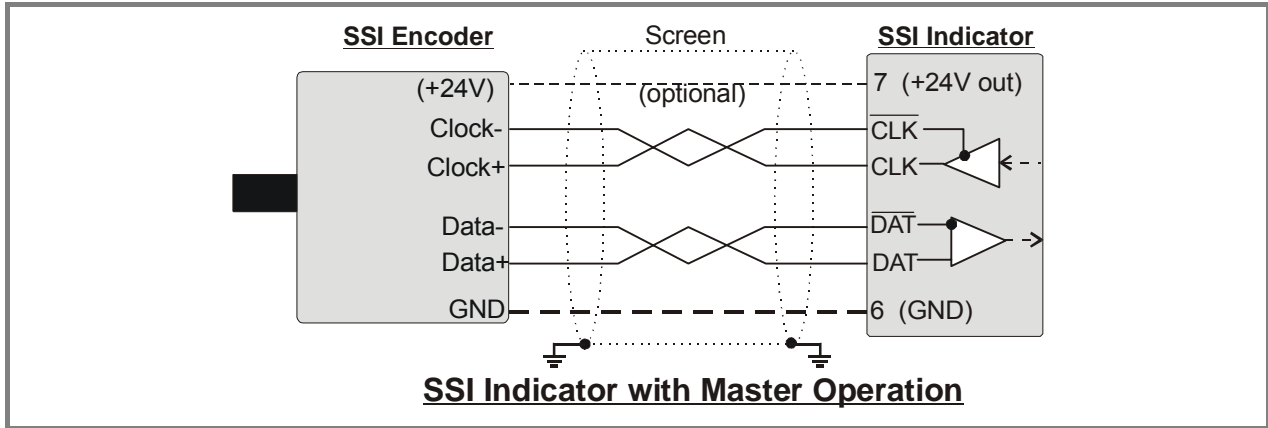 SSI Encoder
Screen
SSI Indicator
(+24V)
(optional)
7 (+24V out)
Clock-
CLK
Clock+
CLK
Data-
DAT
Data+
DAT
GND
6 (GND)
SSI Indicator with Master Operation